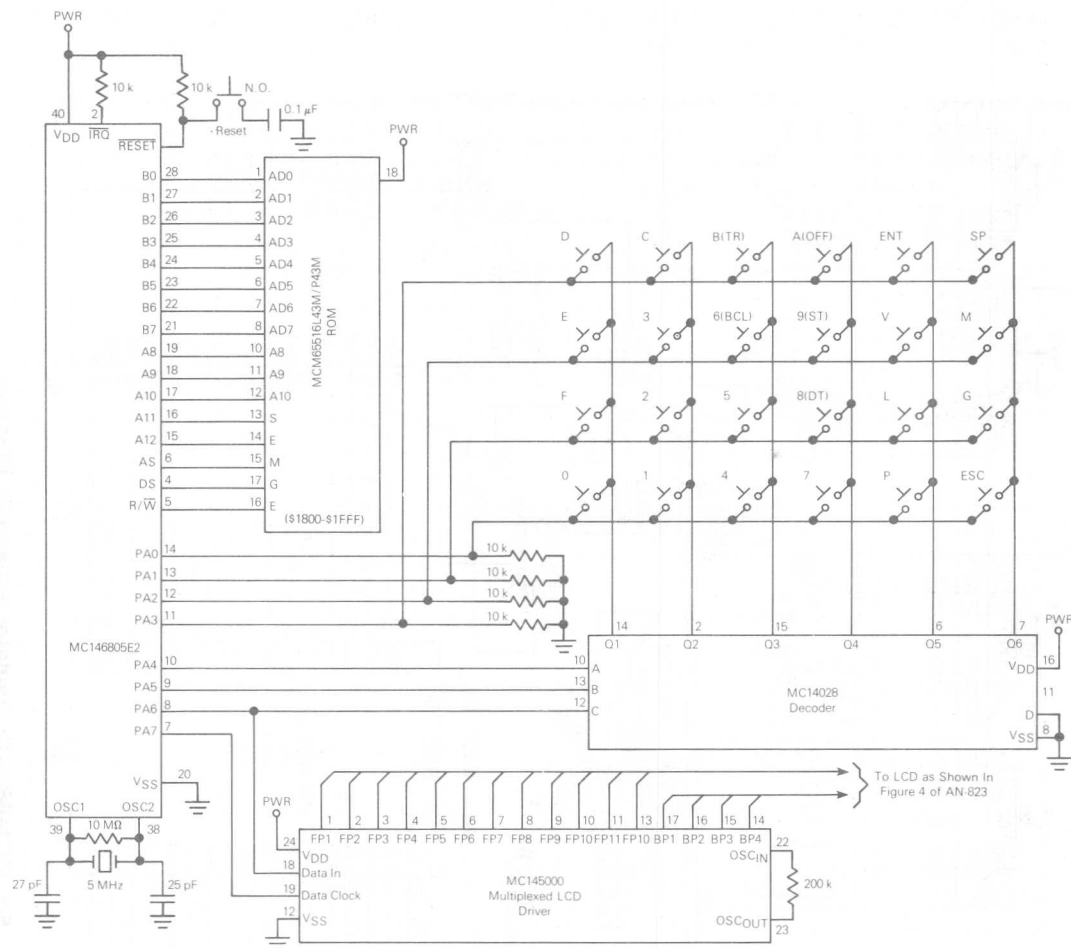 PWR
10 k
10 k
N.O.
0.1 µF
- Reset
40
2
VDD
IRQ
RESET
PWR
18
B0 28 1 AD0
B1 27 2 AD1
B2 26 3 AD2
B3 25 4 AD3
B4 24 5 AD4
B5 23 6 AD5
B6 22 7 AD6
B7 21 8 AD7
A8 19 10 A8
A9 18 11 A9
A10 17 12 A10
A11 16 13 S
A12 15 14 E
AS 6 15 M
DS 4 17 G
R/W 5 16 E
MCM65516L43M/P43M
ROM
($1800-$1FFF)
D C B(TR) A(OFF) ENT SP
E 3 6(BCL) 9(ST) V M
F 2 5 8(DT) L G
0 1 4 7 P ESC
PA0 14 10 k
PA1 13 10 k
PA2 12 10 k
PA3 11 10 k
MC146805E2
PA4 10
PA5 9
PA6 8
PA7 7
14 2 15 1 6 7
Q1 Q2 Q3 Q4 Q5 Q6
10 A
13 B
12 C
MC14028
Decoder
PWR
VDD 16
11
D
VSS 8
VSS 20
OSC1 OSC2
39 10 MΩ 38
27 pF 5 MHz 25 pF
To LCD as Shown In
Figure 4 of AN-823
PWR
1 2 3 4 5 6 7 8 9 10 11 13 17 16 15 14
FP1 FP2 FP3 FP4 FP5 FP6 FP7 FP8 FP9 FP10 FP11 FP10 BP1 BP2 BP3 BP4
24 VDD
18 Data In
19 Data Clock
12 VSS
MC145000
Multiplexed LCD
Driver
OSCIN 22
200 k
OSCOUT 23